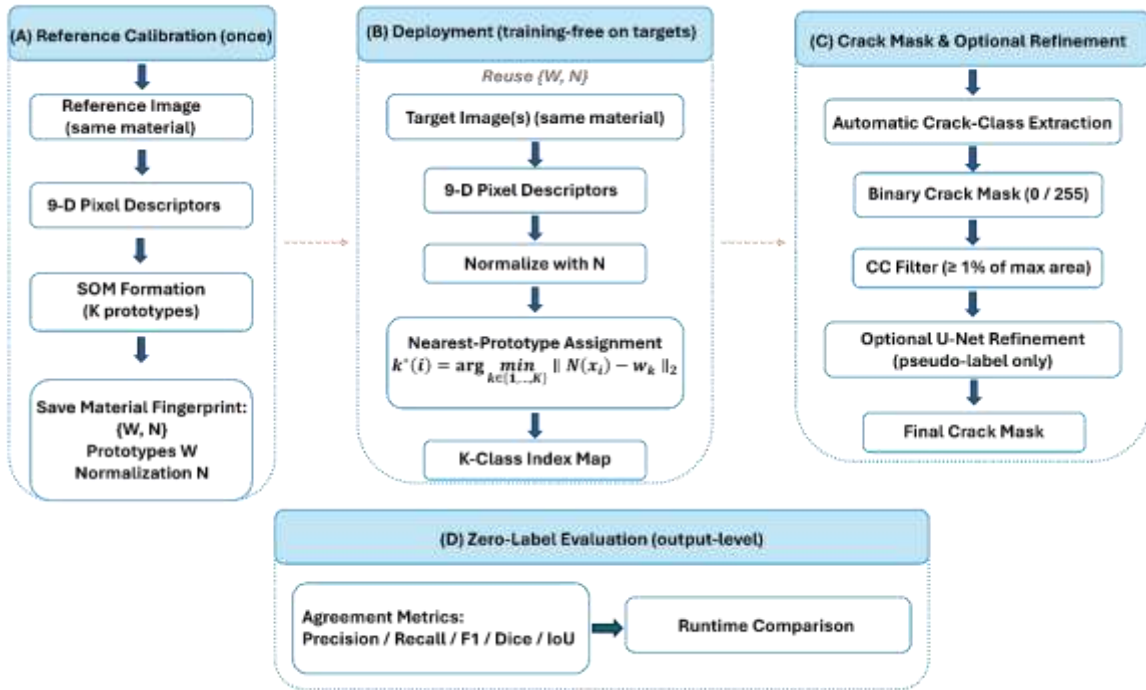 (A) Reference Calibration (once)
Reference Image
(same material)
9-D Pixel Descriptors
SOM Formation
(K prototypes)
Save Material Fingerprint:
{W, N}
Prototypes W
Normalization N
(B) Deployment (training-free on targets)
Reuse {W, N}
Target Image(s) (same material)
9-D Pixel Descriptors
Normalize with N
Nearest-Prototype Assignment
k*(i) = arg min k∈{1,...,K} ∥ N(xᵢ) − wₖ ∥₂
K-Class Index Map
(C) Crack Mask & Optional Refinement
Automatic Crack-Class Extraction
Binary Crack Mask (0 / 255)
CC Filter (≥ 1% of max area)
Optional U-Net Refinement
(pseudo-label only)
Final Crack Mask
(D) Zero-Label Evaluation (output-level)
Agreement Metrics:
Precision / Recall / F1 / Dice / IoU
Runtime Comparison